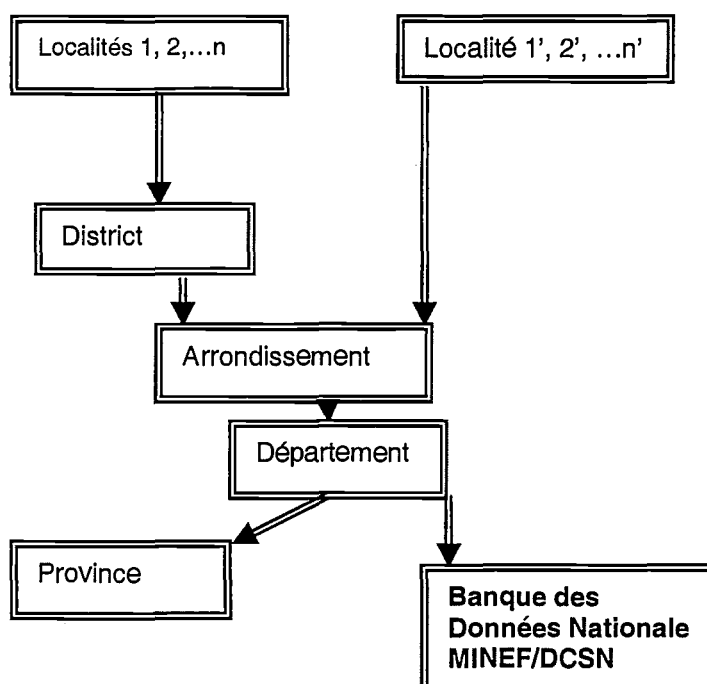 Localités 1, 2,...n
Localité 1', 2', ...n'
District
Arrondissement
Département
Province
Banque des
Données Nationale
MINEF/DCSN